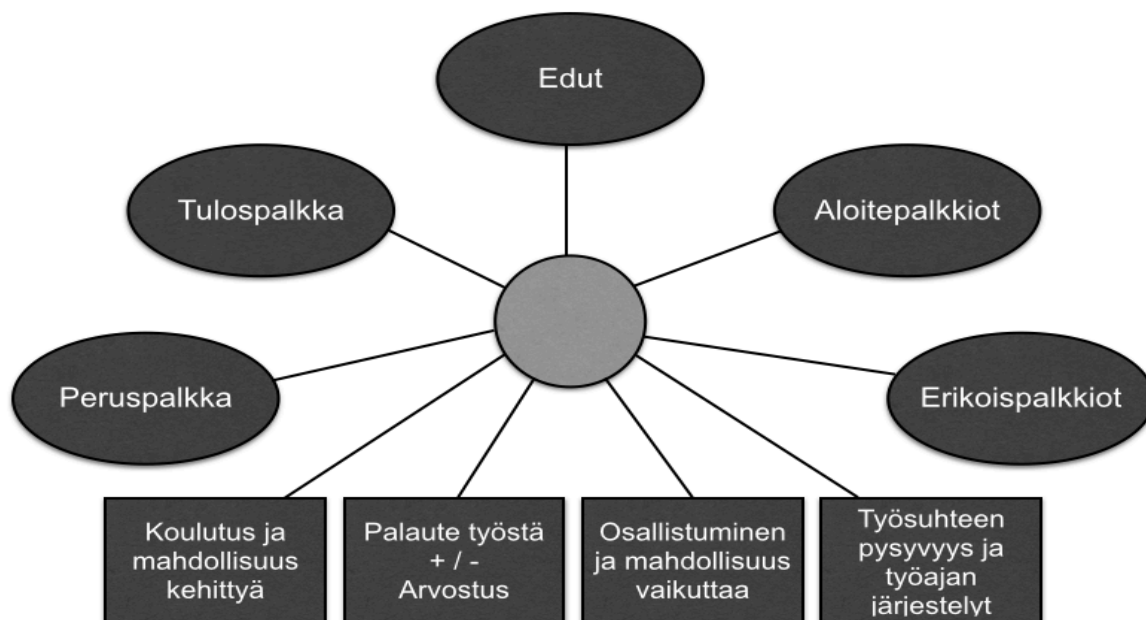 Edut
Tulospalkka
Aloitepalkkiot
Peruspalkka
Erikoispalkkiot
Koulutus ja
mahdollisuus
kehittyä
Palaute työstä
+ / -
Arvostus
Osallistuminen
ja mahdollisuus
vaikuttaa
Työsuhteen
pysyvyys ja
työajan
järjestelyt